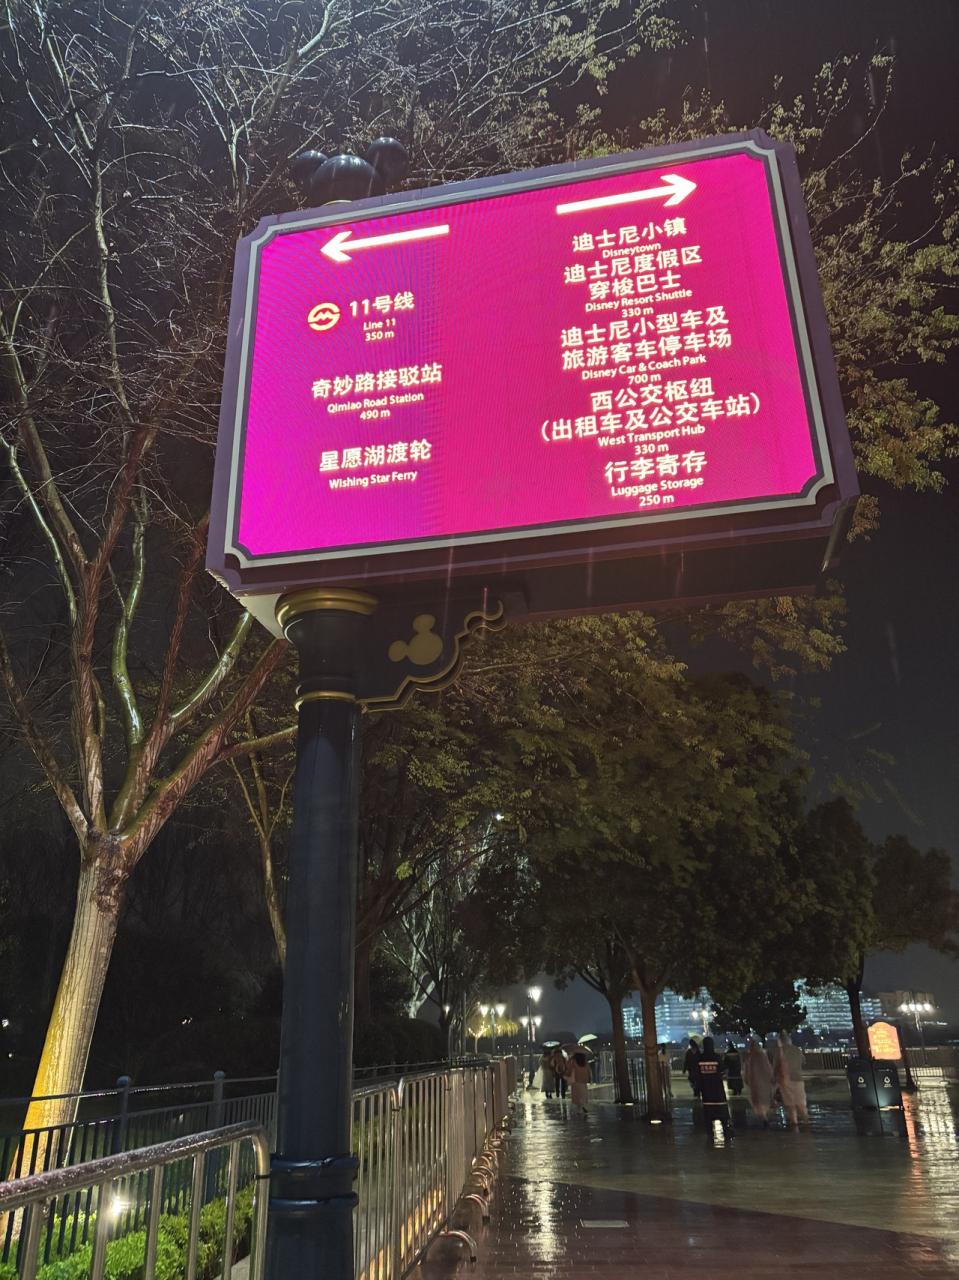 11号线
Line 11
350 m
奇妙路接驳站
Qimiao Road Station
490 m
星愿湖渡轮
Wishing Star Ferry
迪士尼小镇
Disneytown
迪士尼度假区
穿梭巴士
Disney Resort Shuttle
330 m
迪士尼小型车及
旅游客车停车场
Disney Car & Coach Park
700 m
西公交枢纽
（出租车及公交车站）
West Transport Hub
330 m
行李寄存
Luggage Storage
250 m